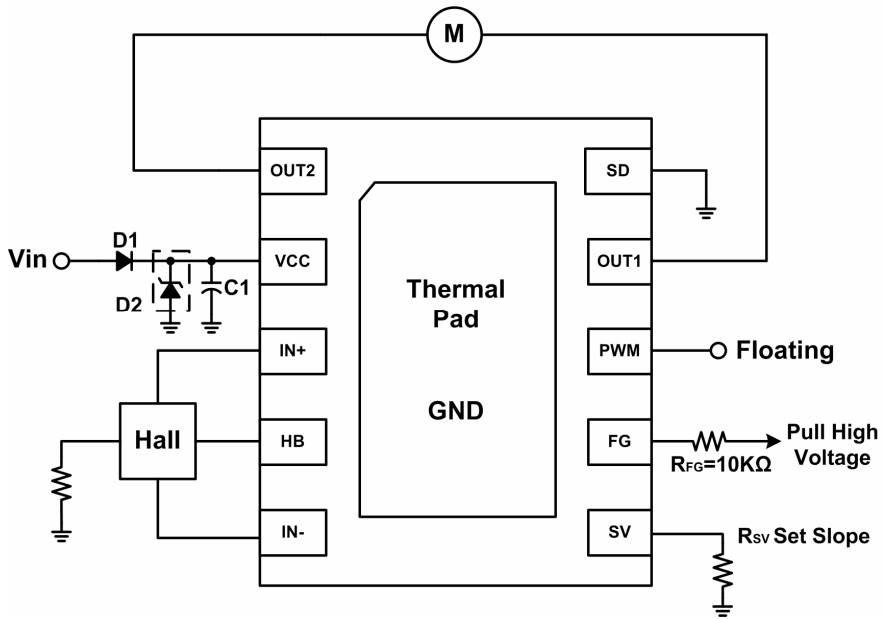 M
OUT2
SD
D1
Vin
VCC
OUT1
D2
C1
Thermal
Pad
IN+
PWM
Floating
GND
Hall
HB
FG
Pull High
Voltage
RFG=10KΩ
IN-
SV
RSV Set Slope